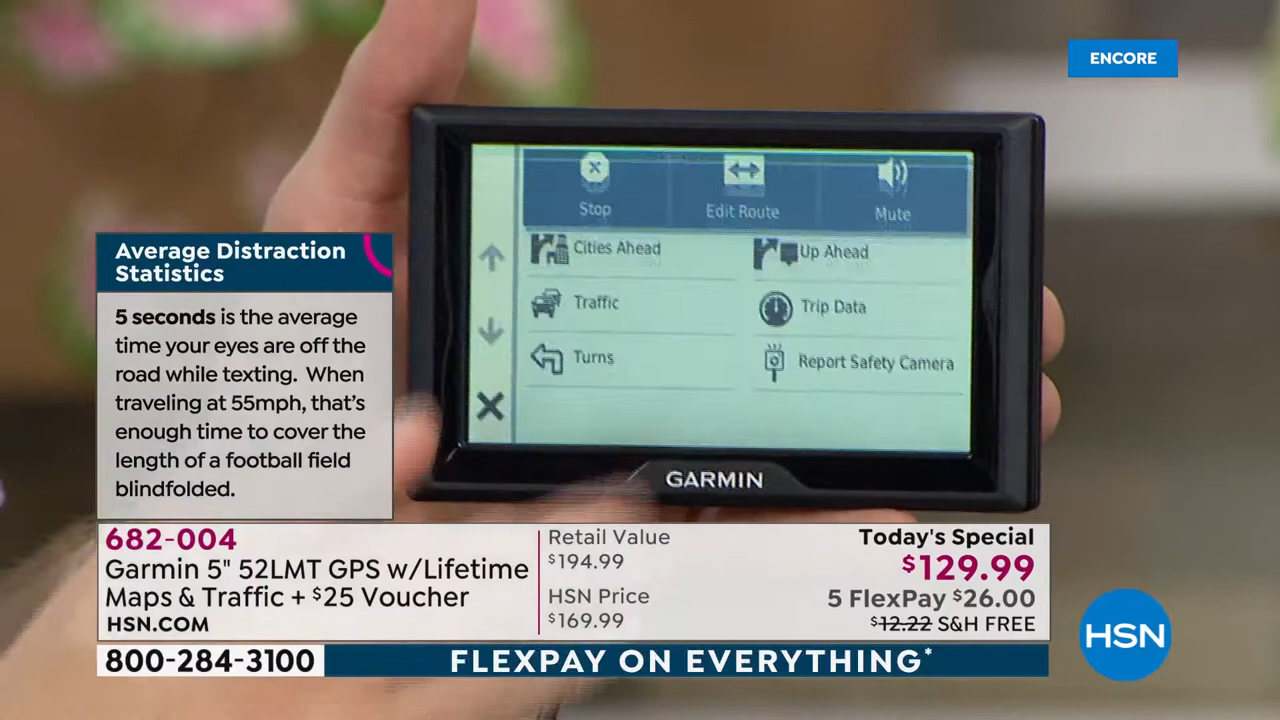 ENCORE
Stop
Edit Route
Mute
Cities Ahead
Up Ahead
Traffic
Trip Data
Turns
Report Safety Camera
GARMIN
Average Distraction
Statistics
5 seconds is the average
time your eyes are off the
road while texting. When
traveling at 55mph, that's
enough time to cover the
length of a football field
blindfolded.
682-004
Garmin 5" 52LMT GPS w/Lifetime
Maps & Traffic + $25 Voucher
HSN.COM
Retail Value
$194.99
HSN Price
$169.99
Today's Special
$129.99
5 FlexPay $26.00
$12.22 S&H FREE
800-284-3100
FLEXPAY ON EVERYTHING*
HSN